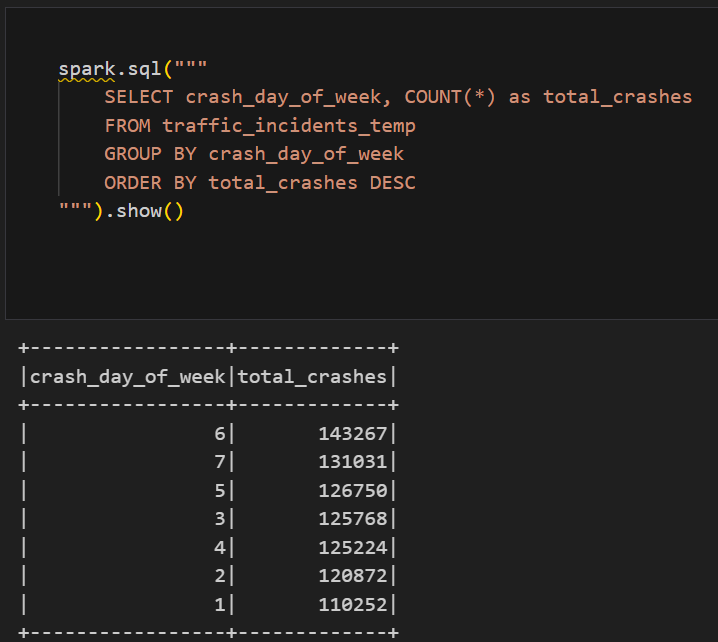 spark.sql("""
    SELECT crash_day_of_week, COUNT(*) as total_crashes
    FROM traffic_incidents_temp
    GROUP BY crash_day_of_week
    ORDER BY total_crashes DESC
""").show()
+-----------------+-------------+
|crash_day_of_week|total_crashes|
+-----------------+-------------+
|                6|       143267|
|                7|       131031|
|                5|       126750|
|                3|       125768|
|                4|       125224|
|                2|       120872|
|                1|       110252|
+-----------------+-------------+